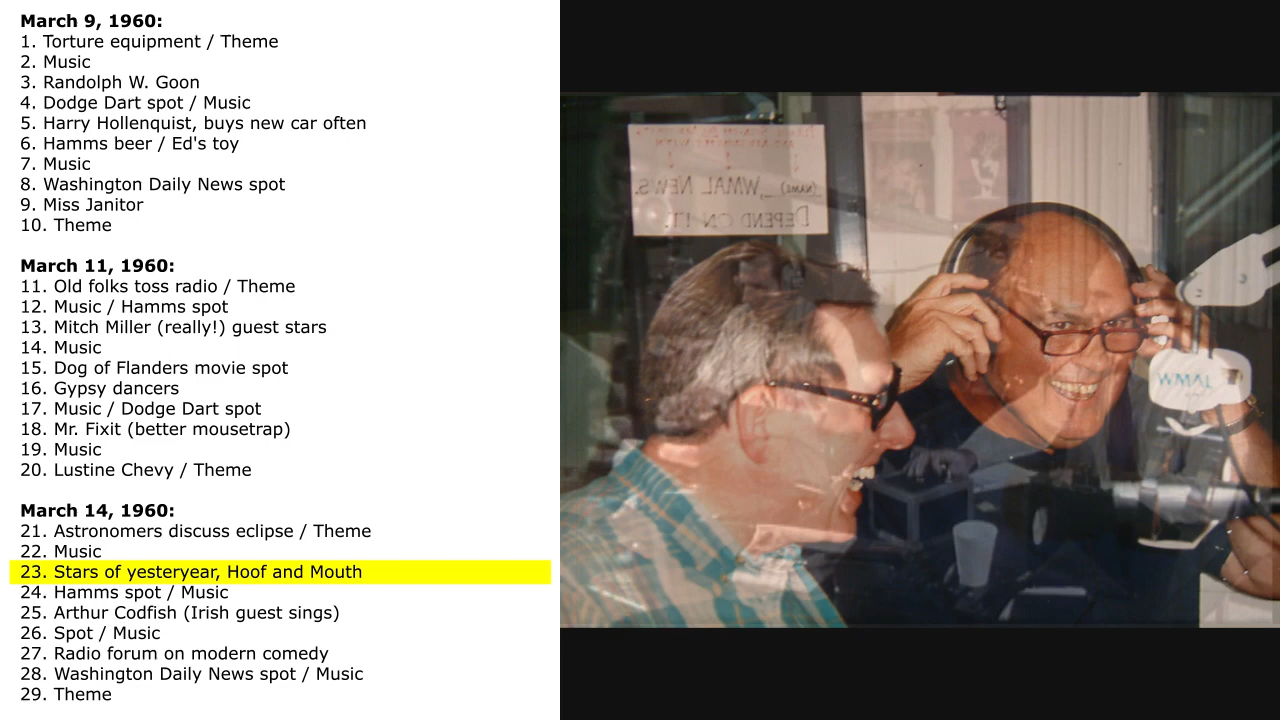 March 9, 1960:
1. Torture equipment / Theme
2. Music
3. Randolph W. Goon
4. Dodge Dart spot / Music
5. Harry Hollenquist, buys new car often
6. Hamms beer / Ed's toy
7. Music
8. Washington Daily News spot
9. Miss Janitor
10. Theme
March 11, 1960:
11. Old folks toss radio / Theme
12. Music / Hamms spot
13. Mitch Miller (really!) guest stars
14. Music
15. Dog of Flanders movie spot
16. Gypsy dancers
17. Music / Dodge Dart spot
18. Mr. Fixit (better mousetrap)
19. Music
20. Lustine Chevy / Theme
March 14, 1960:
21. Astronomers discuss eclipse / Theme
22. Music
23. Stars of yesteryear, Hoof and Mouth
24. Hamms spot / Music
25. Arthur Codfish (Irish guest sings)
26. Spot / Music
27. Radio forum on modern comedy
28. Washington Daily News spot / Music
29. Theme
(NAME) WMAL NEWS.
DEPEND ON IT.
WMAL